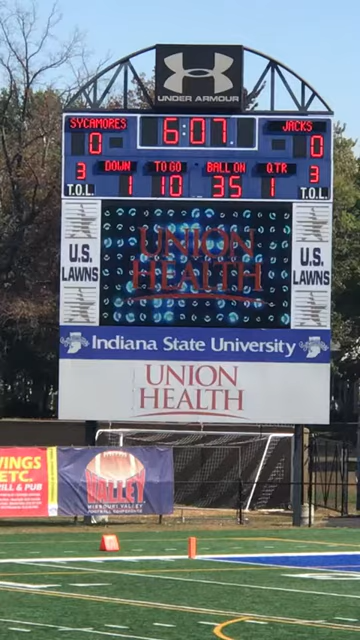 UNDER ARMOUR
SYCAMORES 6:07 JACKS
0 0
DOWN TO GO BALL ON QTR
3 1 10 35 1 3
T.O.L. T.O.L.
UNION
HEALTH
U.S.
LAWNS
U.S.
LAWNS
Indiana State University
UNION
HEALTH
WINGS
ETC.
GRILL & PUB
VALLEY
MISSOURI VALLEY